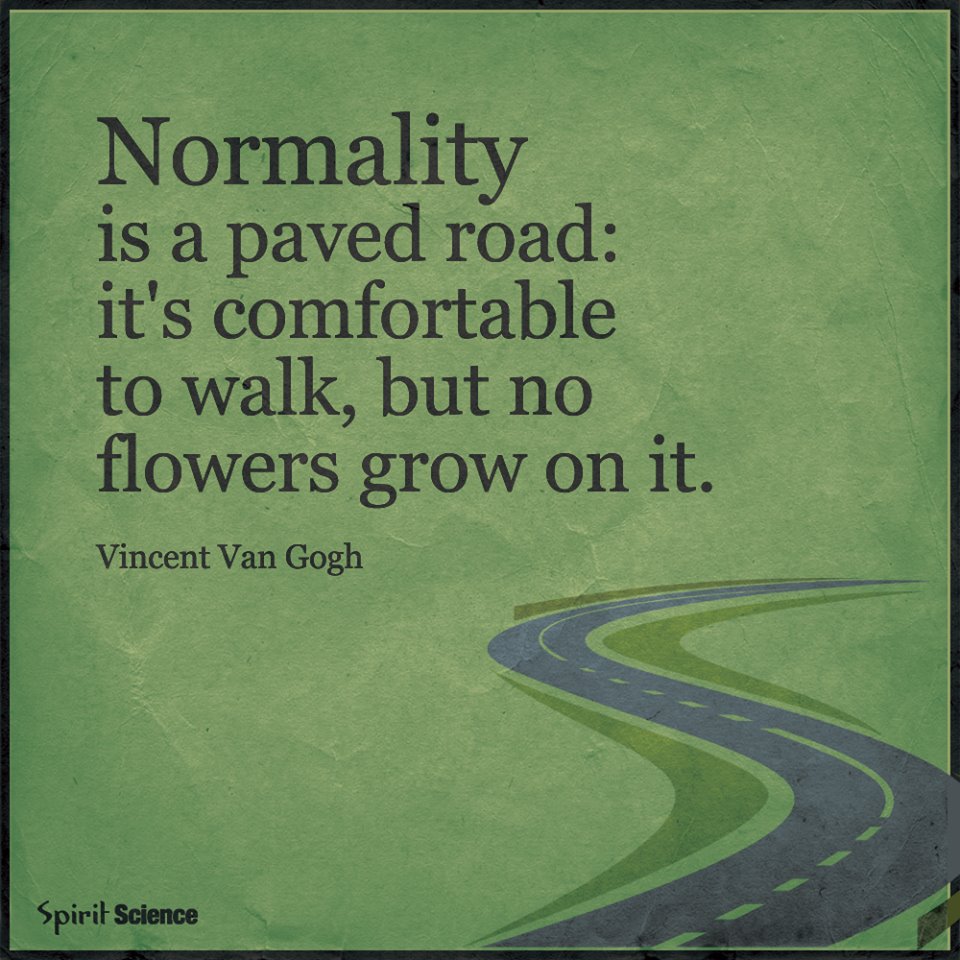 Normality
is a paved road:
it's comfortable
to walk, but no
flowers grow on it.
Vincent Van Gogh
Spirit Science